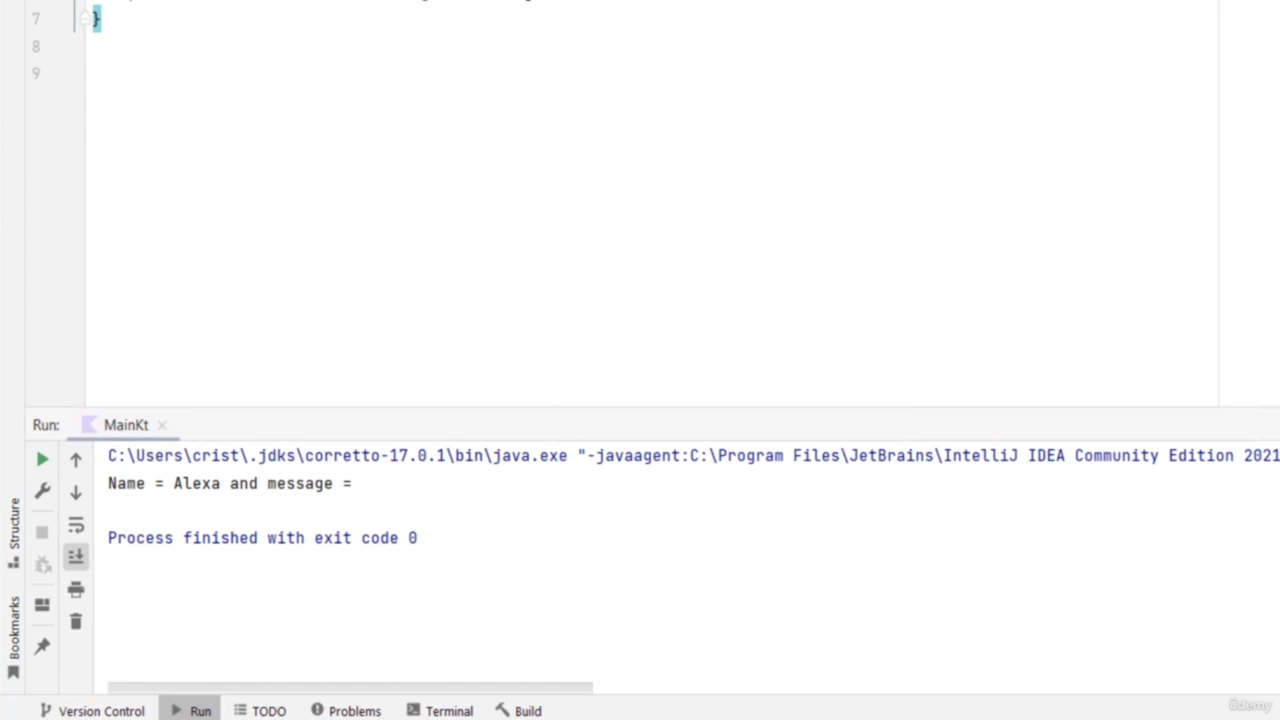 7 }
8
9
Run: MainKt
C:\Users\crist\.jdks\corretto-17.0.1\bin\java.exe "-javaagent:C:\Program Files\JetBrains\IntelliJ IDEA Community Edition 2021
Name = Alexa and message =
Process finished with exit code 0
Structure
Bookmarks
Version Control Run TODO Problems Terminal Build
ûdemy